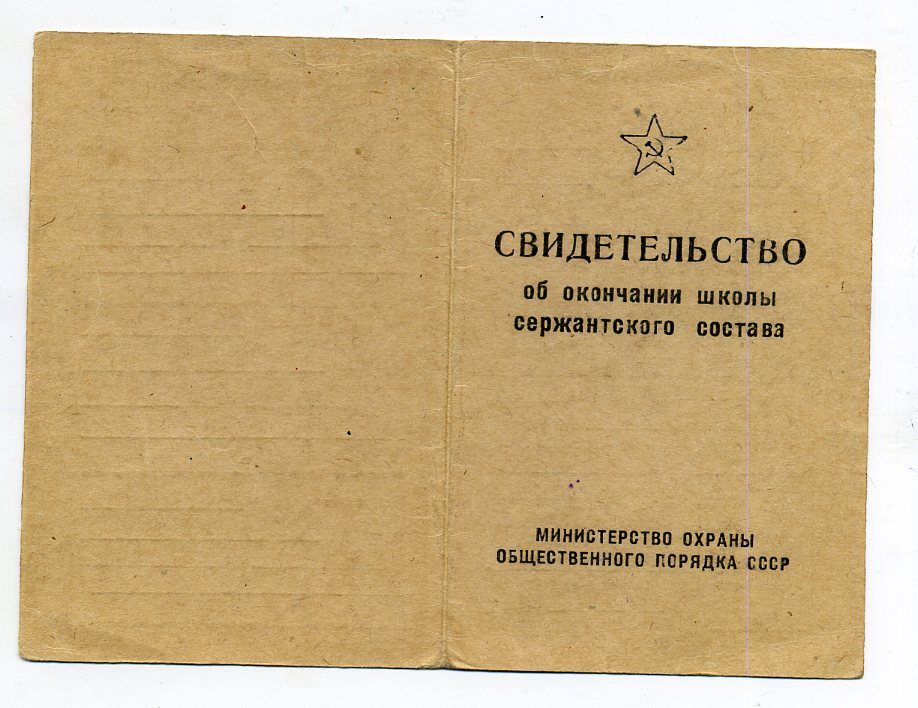 СВИДЕТЕЛЬСТВО
об окончании школы
сержантского состава
МИНИСТЕРСТВО ОХРАНЫ
ОБЩЕСТВЕННОГО ПОРЯДКА СССР